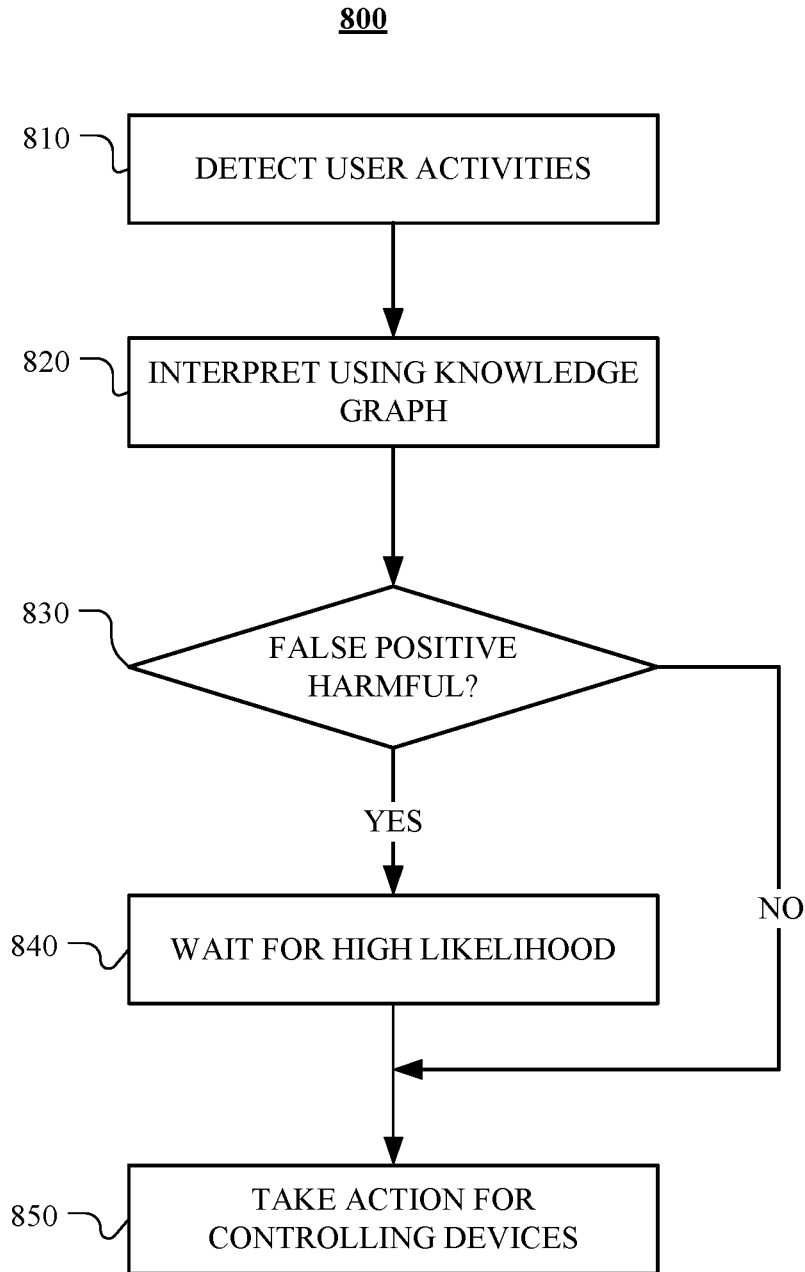 800
810
DETECT USER ACTIVITIES
820
INTERPRET USING KNOWLEDGE
GRAPH
830
FALSE POSITIVE
HARMFUL?
YES
NO
840
WAIT FOR HIGH LIKELIHOOD
850
TAKE ACTION FOR
CONTROLLING DEVICES